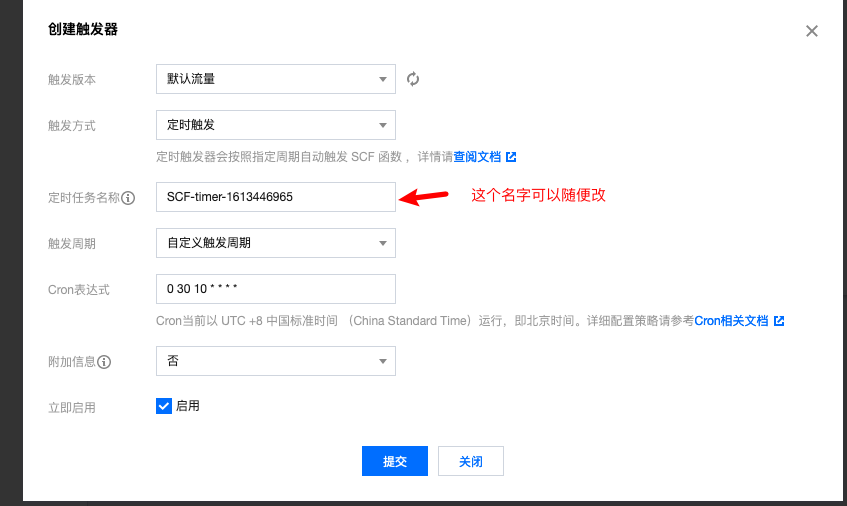 创建触发器
触发版本 默认流量
触发方式 定时触发
定时触发器会按照指定周期自动触发 SCF 函数 ，详情请查阅文档
定时任务名称 SCF-timer-1613446965 这个名字可以随便改
触发周期 自定义触发周期
Cron表达式 0 30 10 * * * *
Cron当前以 UTC +8 中国标准时间 （China Standard Time）运行，即北京时间。详细配置策略请参考Cron相关文档
附加信息 否
立即启用 启用
提交 关闭